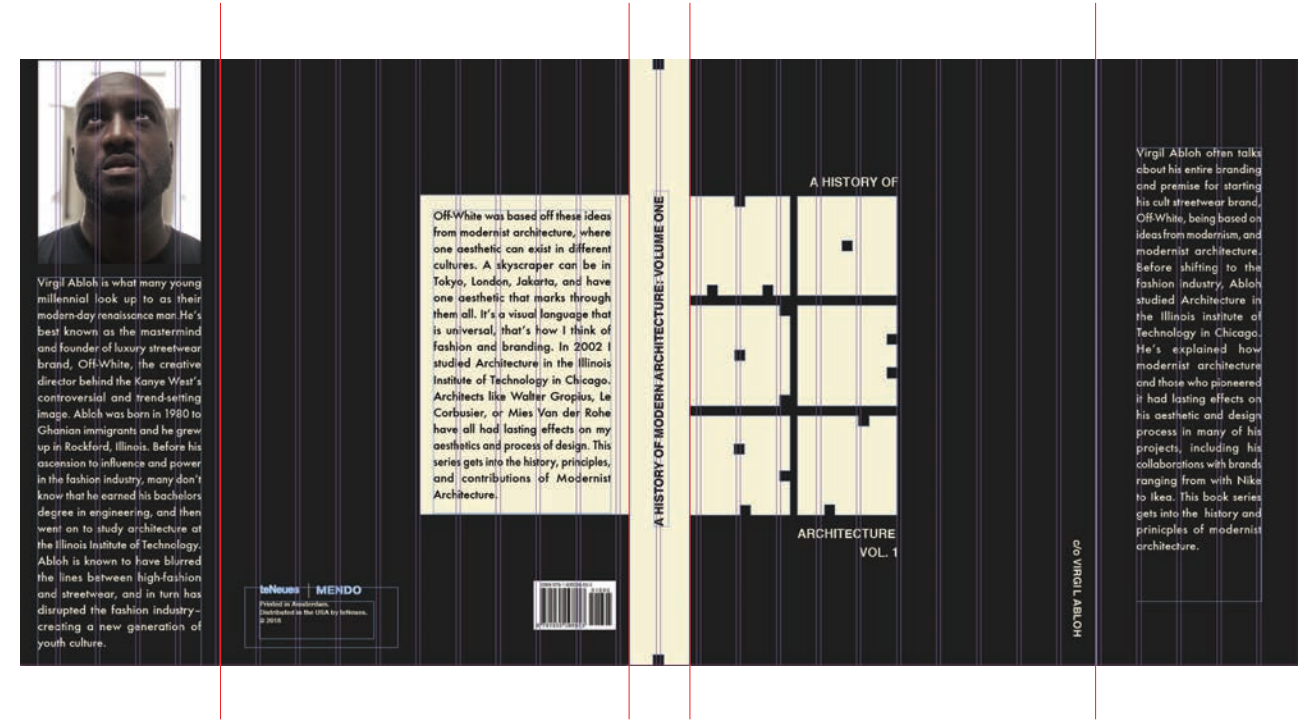 Virgil Abloh is what many young
millennial look up to as their
modern-day renaissance man.He's
best known as the mastermind
and founder of luxury streetwear
brand, Off-White, the creative
director behind the Kanye West's
controversial and trend-setting
image. Abloh was born in 1980 to
Ghanian immigrants and he grew
up in Rockford, Illinois. Before his
ascension to influence and power
in the fashion industry, many don't
know that he earned his bachelors
degree in engineering, and then
went on to study architecture at
the Illinois Institute of Technology.
Abloh is known to have blurred
the lines between high-fashion
and streetwear, and in turn has
disrupted the fashion industry–
creating a new generation of
youth culture.
teNeues | MENDO
Printed in Amsterdam.
Distributed in the USA by teNeues.
© 2018
Off-White was based off these ideas
from modernist architecture, where
one aesthetic can exist in different
cultures. A skyscraper can be in
Tokyo, London, Jakarta, and have
one aesthetic that marks through
them all. It's a visual language that
is universal, that's how I think of
fashion and branding. In 2002 I
studied Architecture in the Illinois
Institute of Technology in Chicago.
Architects like Walter Gropius, Le
Corbusier, or Mies Van der Rohe
have all had lasting effects on my
aesthetics and process of design. This
series gets into the history, principles,
and contributions of Modernist
Architecture.
A HISTORY OF MODERN ARCHITECTURE: VOLUME ONE
A HISTORY OF
ARCHITECTURE
VOL. 1
c/o VIRGIL ABLOH
Virgil Abloh often talks
about his entire branding
and premise for starting
his cult streetwear brand,
Off-White, being based on
ideas from modernism, and
modernist architecture.
Before shifting to the
fashion industry, Abloh
studied Architecture in
the Illinois institute of
Technology in Chicago.
He's explained how
modernist architecture
and those who pioneered
it had lasting effects on
his aesthetic and design
process in many of his
projects, including his
collaborations with brands
ranging from with Nike
to Ikea. This book series
gets into the history and
prinicples of modernist
architecture.